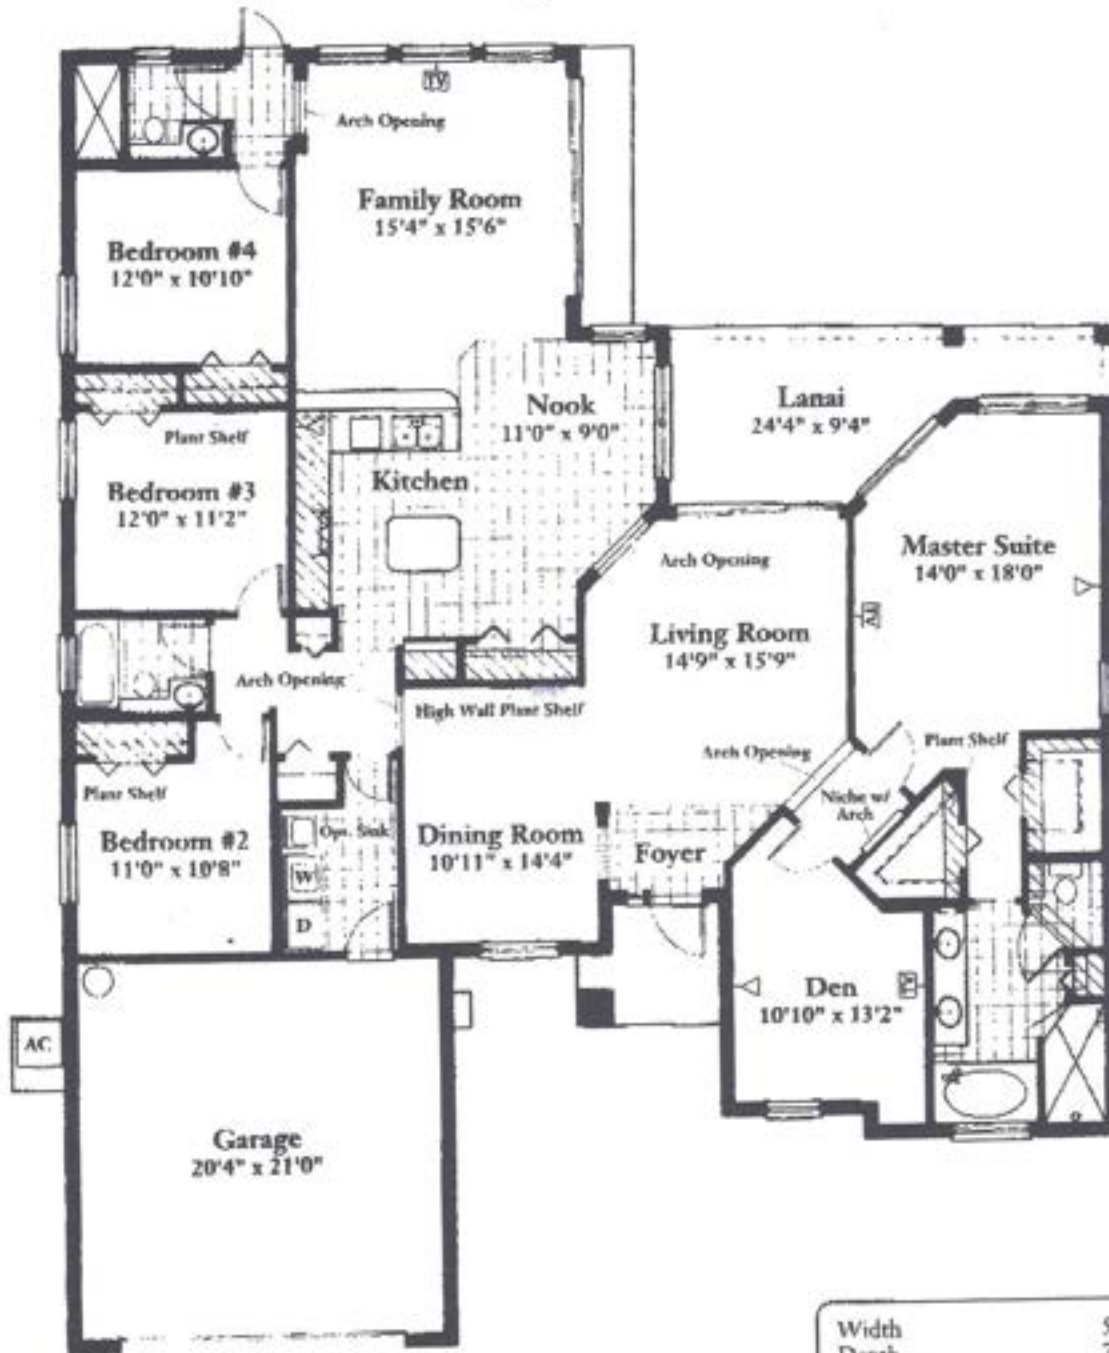 TV
Arch Opening
Family Room
15'4" x 15'6"
Bedroom #4
12'0" x 10'10"
Plant Shelf
Bedroom #3
12'0" x 11'2"
Nook
11'0" x 9'0"
Kitchen
Lanai
24'4" x 9'4"
Master Suite
14'0" x 18'0"
TV
Arch Opening
Living Room
14'9" x 15'9"
Arch Opening
High Wall Plant Shelf
Arch Opening
Plant Shelf
Niche w/
Arch
Plant Shelf
Bedroom #2
11'0" x 10'8"
Opt. Sink
W
D
Dining Room
10'11" x 14'4"
Foyer
Den
10'10" x 13'2"
TV
AC
Garage
20'4" x 21'0"
Width